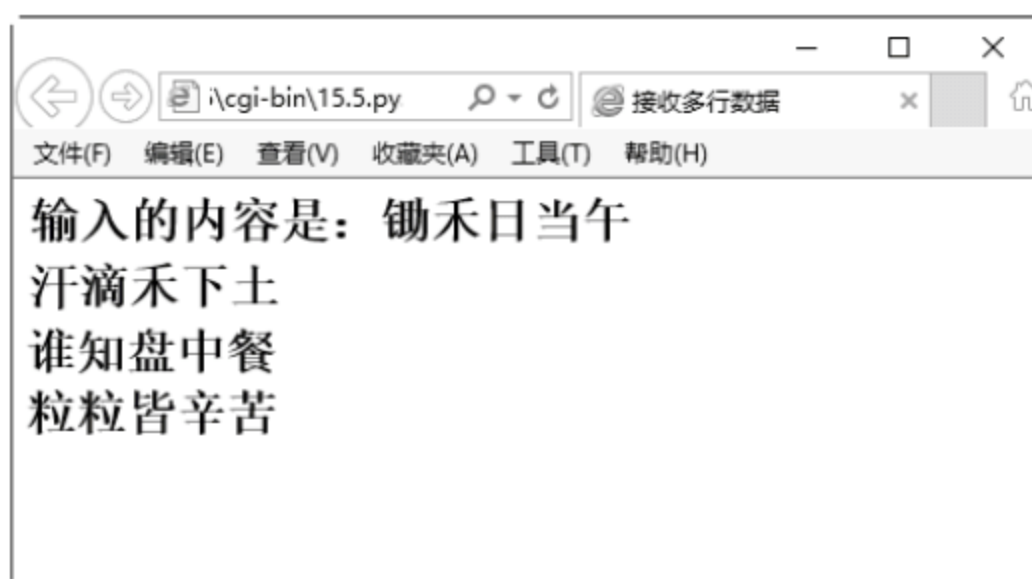 i\cgi-bin\15.5.py 接收多行数据
文件(F) 编辑(E) 查看(V) 收藏夹(A) 工具(T) 帮助(H)
输入的内容是：锄禾日当午
汗滴禾下土
谁知盘中餐
粒粒皆辛苦